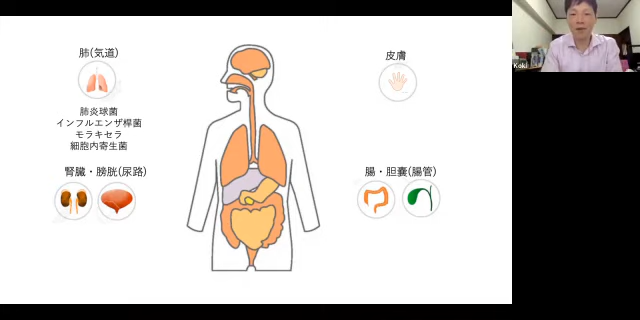 肺(気道)
肺炎球菌
インフルエンザ桿菌
モラキセラ
細胞内寄生菌
腎臓・膀胱(尿路)
皮膚
腸・胆嚢(腸管)
Koki